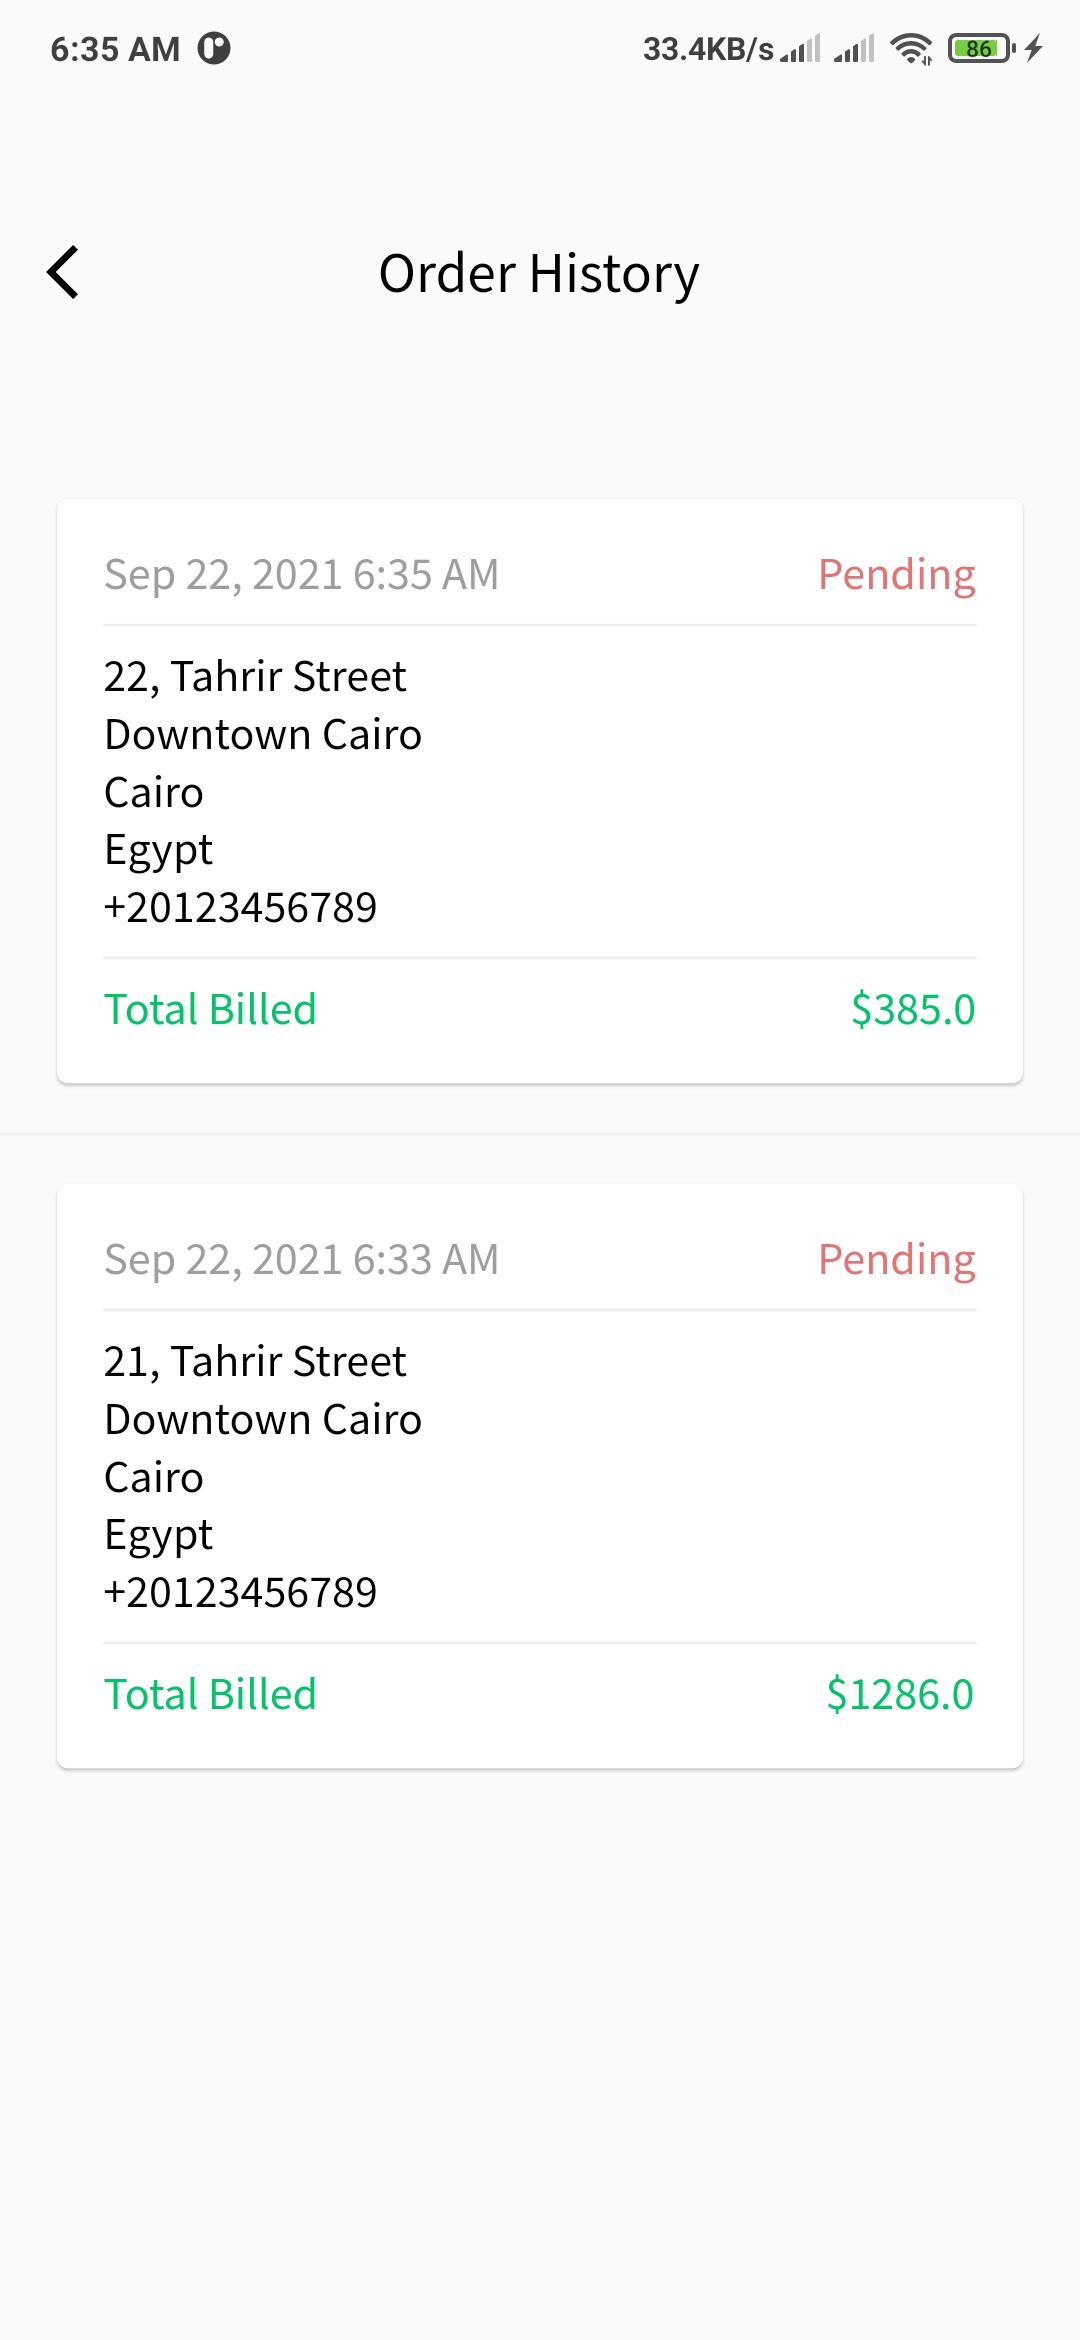 6:35 AM 33.4KB/s 86
Order History
Sep 22, 2021 6:35 AM Pending
22, Tahrir Street
Downtown Cairo
Cairo
Egypt
+20123456789
Total Billed $385.0
Sep 22, 2021 6:33 AM Pending
21, Tahrir Street
Downtown Cairo
Cairo
Egypt
+20123456789
Total Billed $1286.0